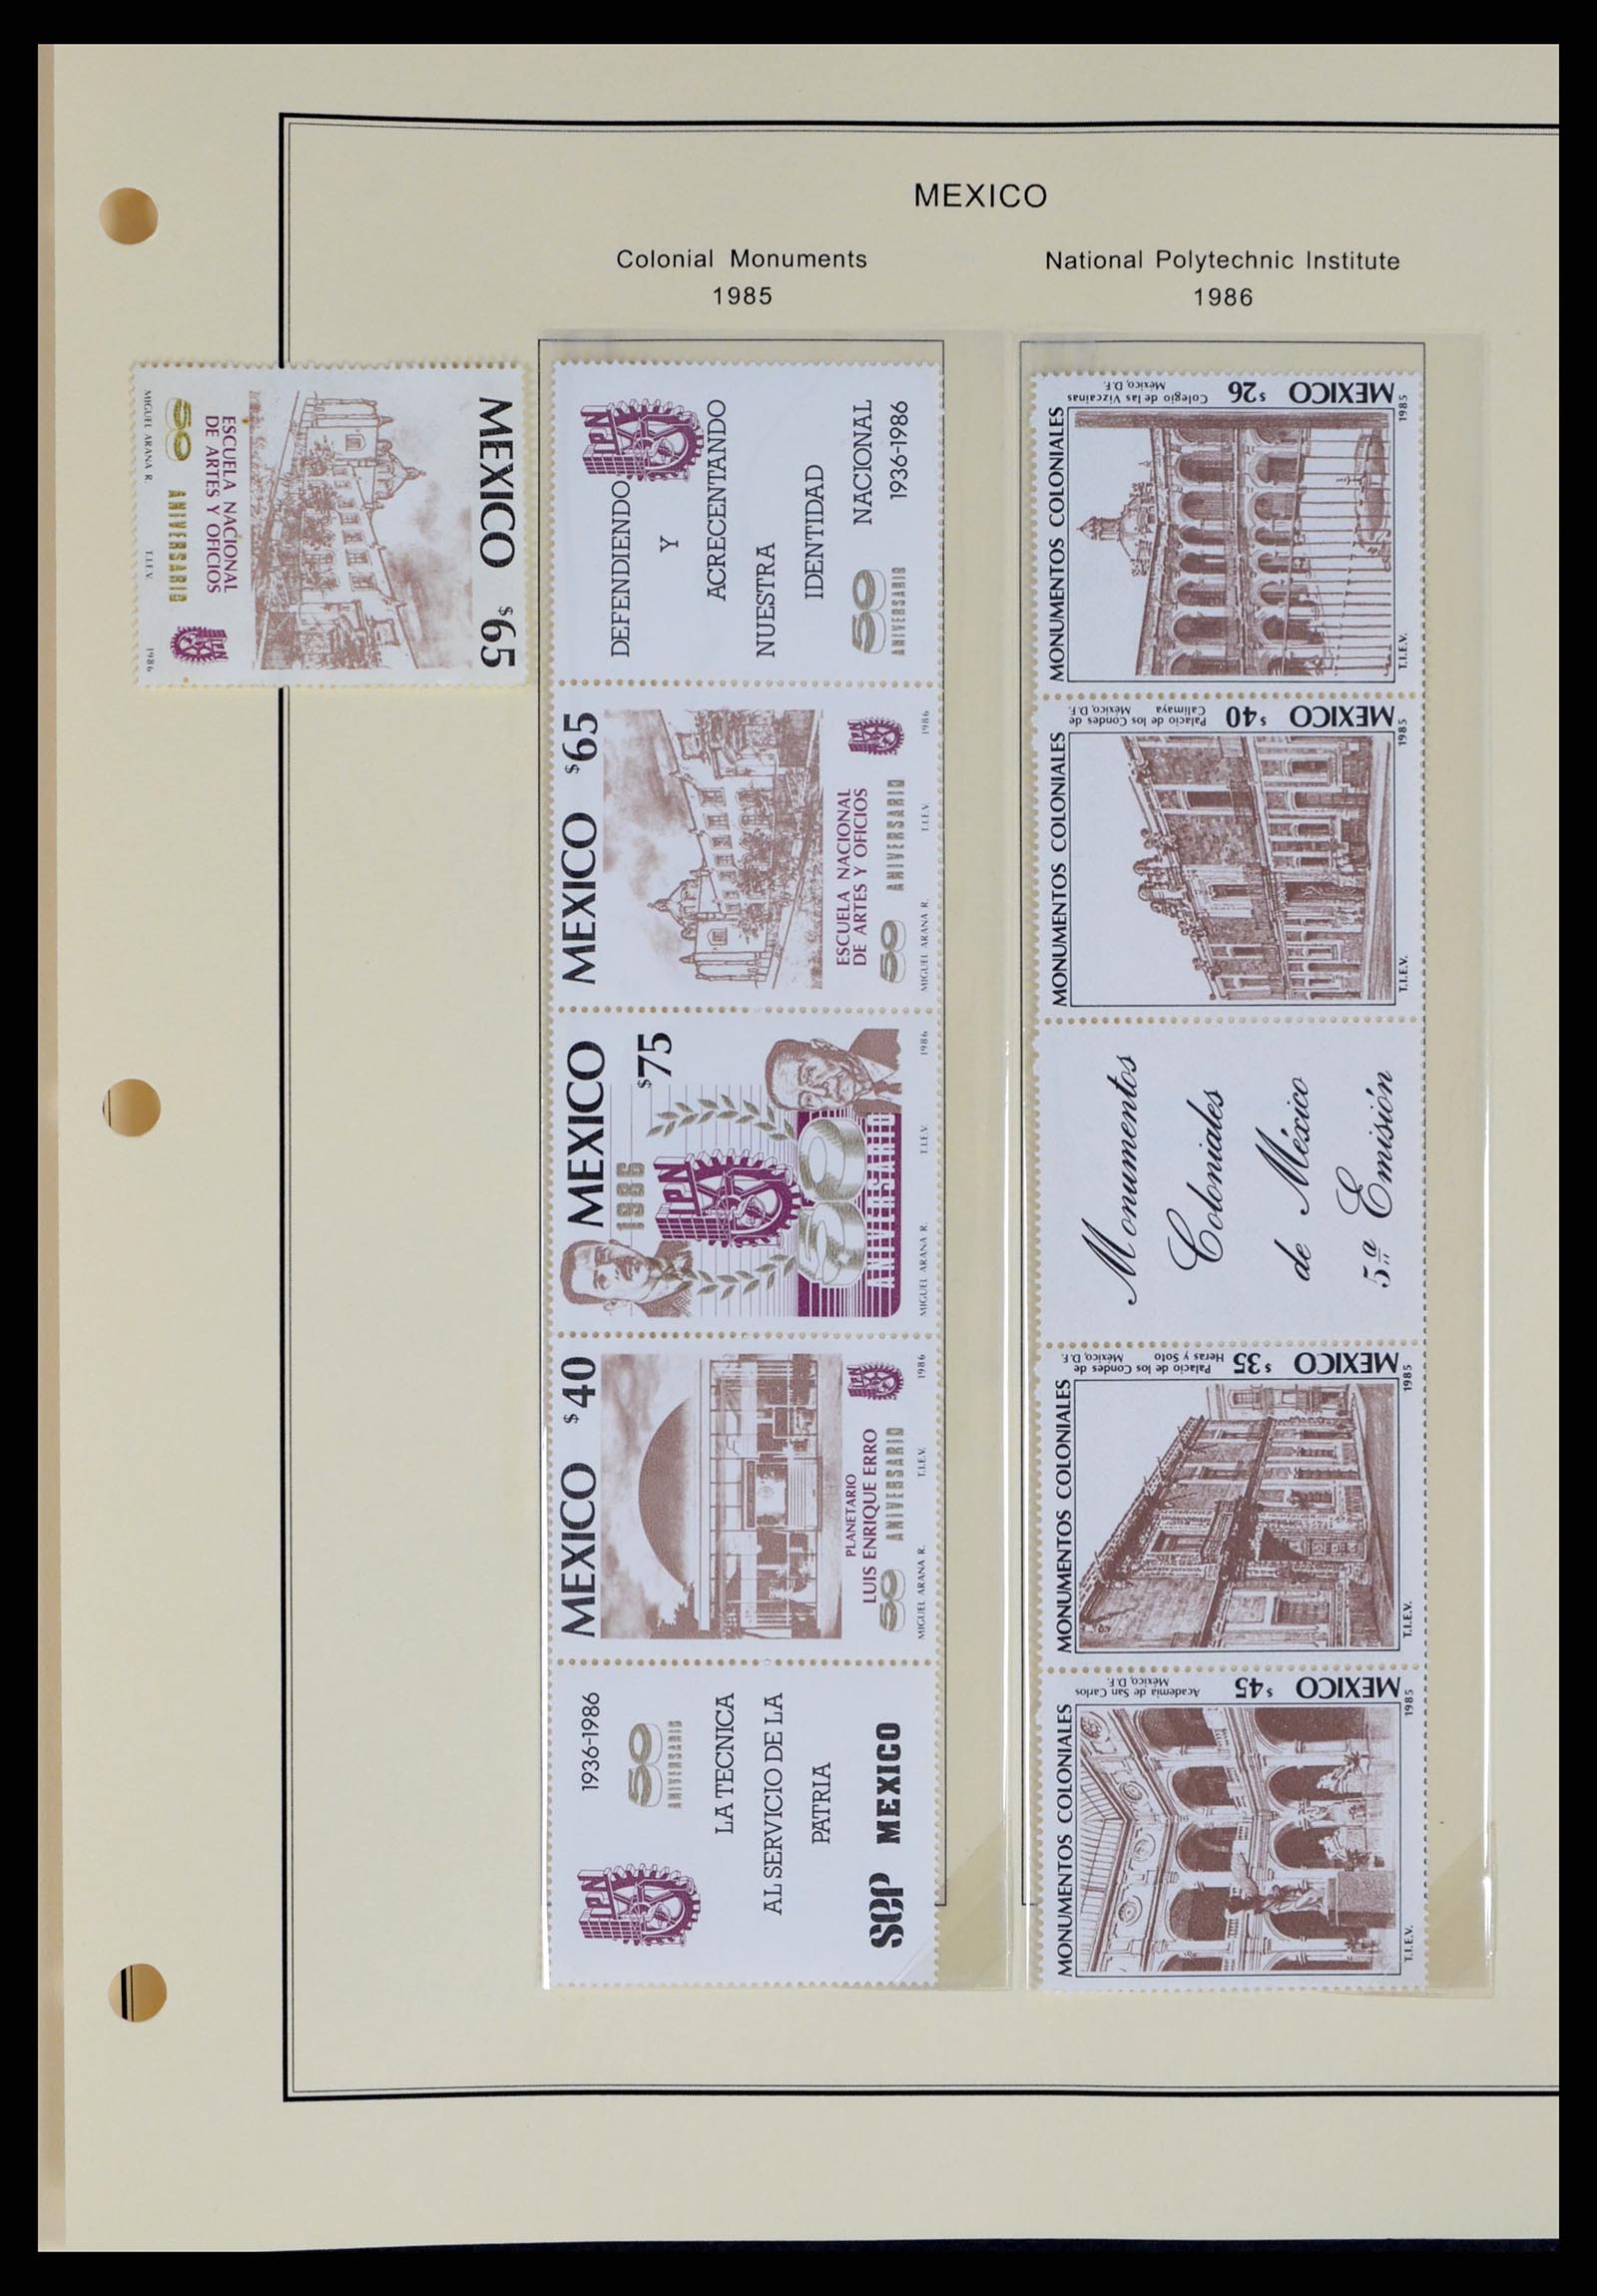 MEXICO
Colonial Monuments
1985
National Polytechnic Institute
1986
MEXICO $65
ESCUELA NACIONAL
DE ARTES Y OFICIOS
50 ANIVERSARIO
IPN
MIGUEL ARANA R. T.I.E.V. 1986
IPN
DEFENDIENDO
Y
ACRECENTANDO
NUESTRA
IDENTIDAD
NACIONAL
1936-1986
50
ANIVERSARIO
MEXICO $65
ESCUELA NACIONAL
DE ARTES Y OFICIOS
50 ANIVERSARIO
IPN
MIGUEL ARANA R. T.I.E.V. 1986
MEXICO
1986
$75
IPN
50
ANIVERSARIO
MIGUEL ARANA R. T.I.E.V. 1986
MEXICO $40
PLANETARIO
LUIS ENRIQUE ERRO
50 ANIVERSARIO
IPN
MIGUEL ARANA R. T.I.E.V. 1986
1936-1986
50
ANIVERSARIO
IPN
LA TECNICA
AL SERVICIO DE LA
PATRIA
SEP MEXICO
MONUMENTOS COLONIALES
MEXICO $26
Colegio de las Vizcainas
México, D.F.
T.I.E.V. 1985
MONUMENTOS COLONIALES
MEXICO $40
Palacio de los Condes de
Calimaya México, D.F.
T.I.E.V. 1985
Monumentos
Coloniales
de México
5a Emisión
MONUMENTOS COLONIALES
MEXICO $35
Palacio de los Condes de
Heras y Soto México, D.F.
T.I.E.V. 1985
MONUMENTOS COLONIALES
MEXICO $45
Academia de San Carlos
México, D.F.
T.I.E.V. 1985